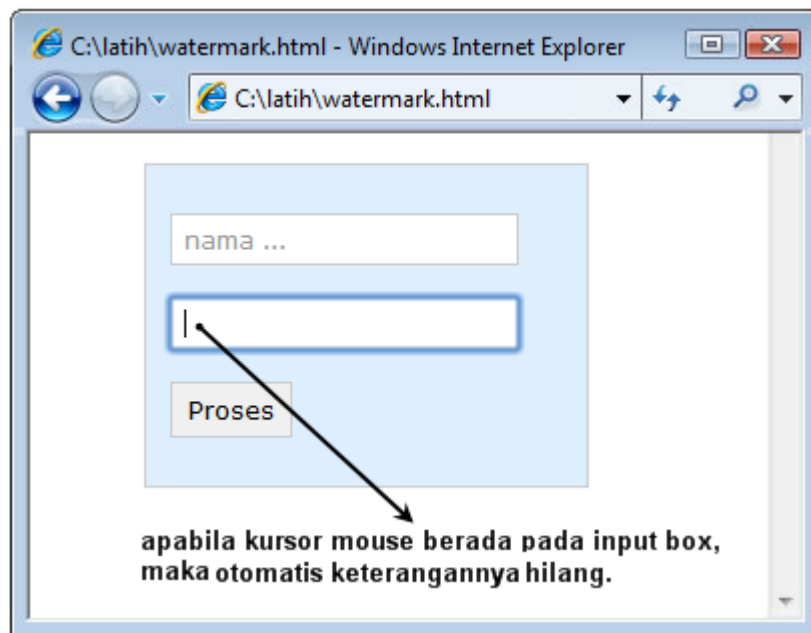 C:\latih\watermark.html - Windows Internet Explorer
C:\latih\watermark.html
nama ...
Proses
apabila kursor mouse berada pada input box,
maka otomatis keterangannya hilang.